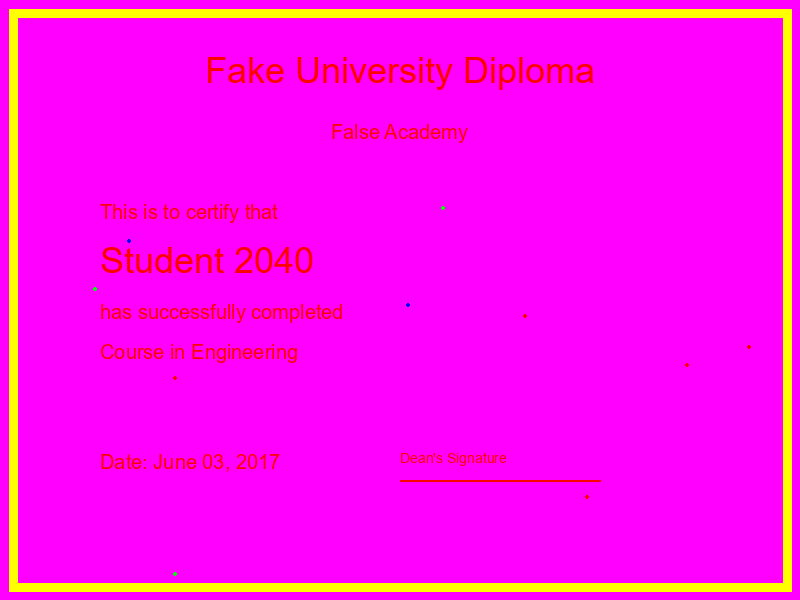 Fake University Diploma
False Academy
This is to certify that
Student 2040
has successfully completed
Course in Engineering
Date: June 03, 2017
Dean's Signature